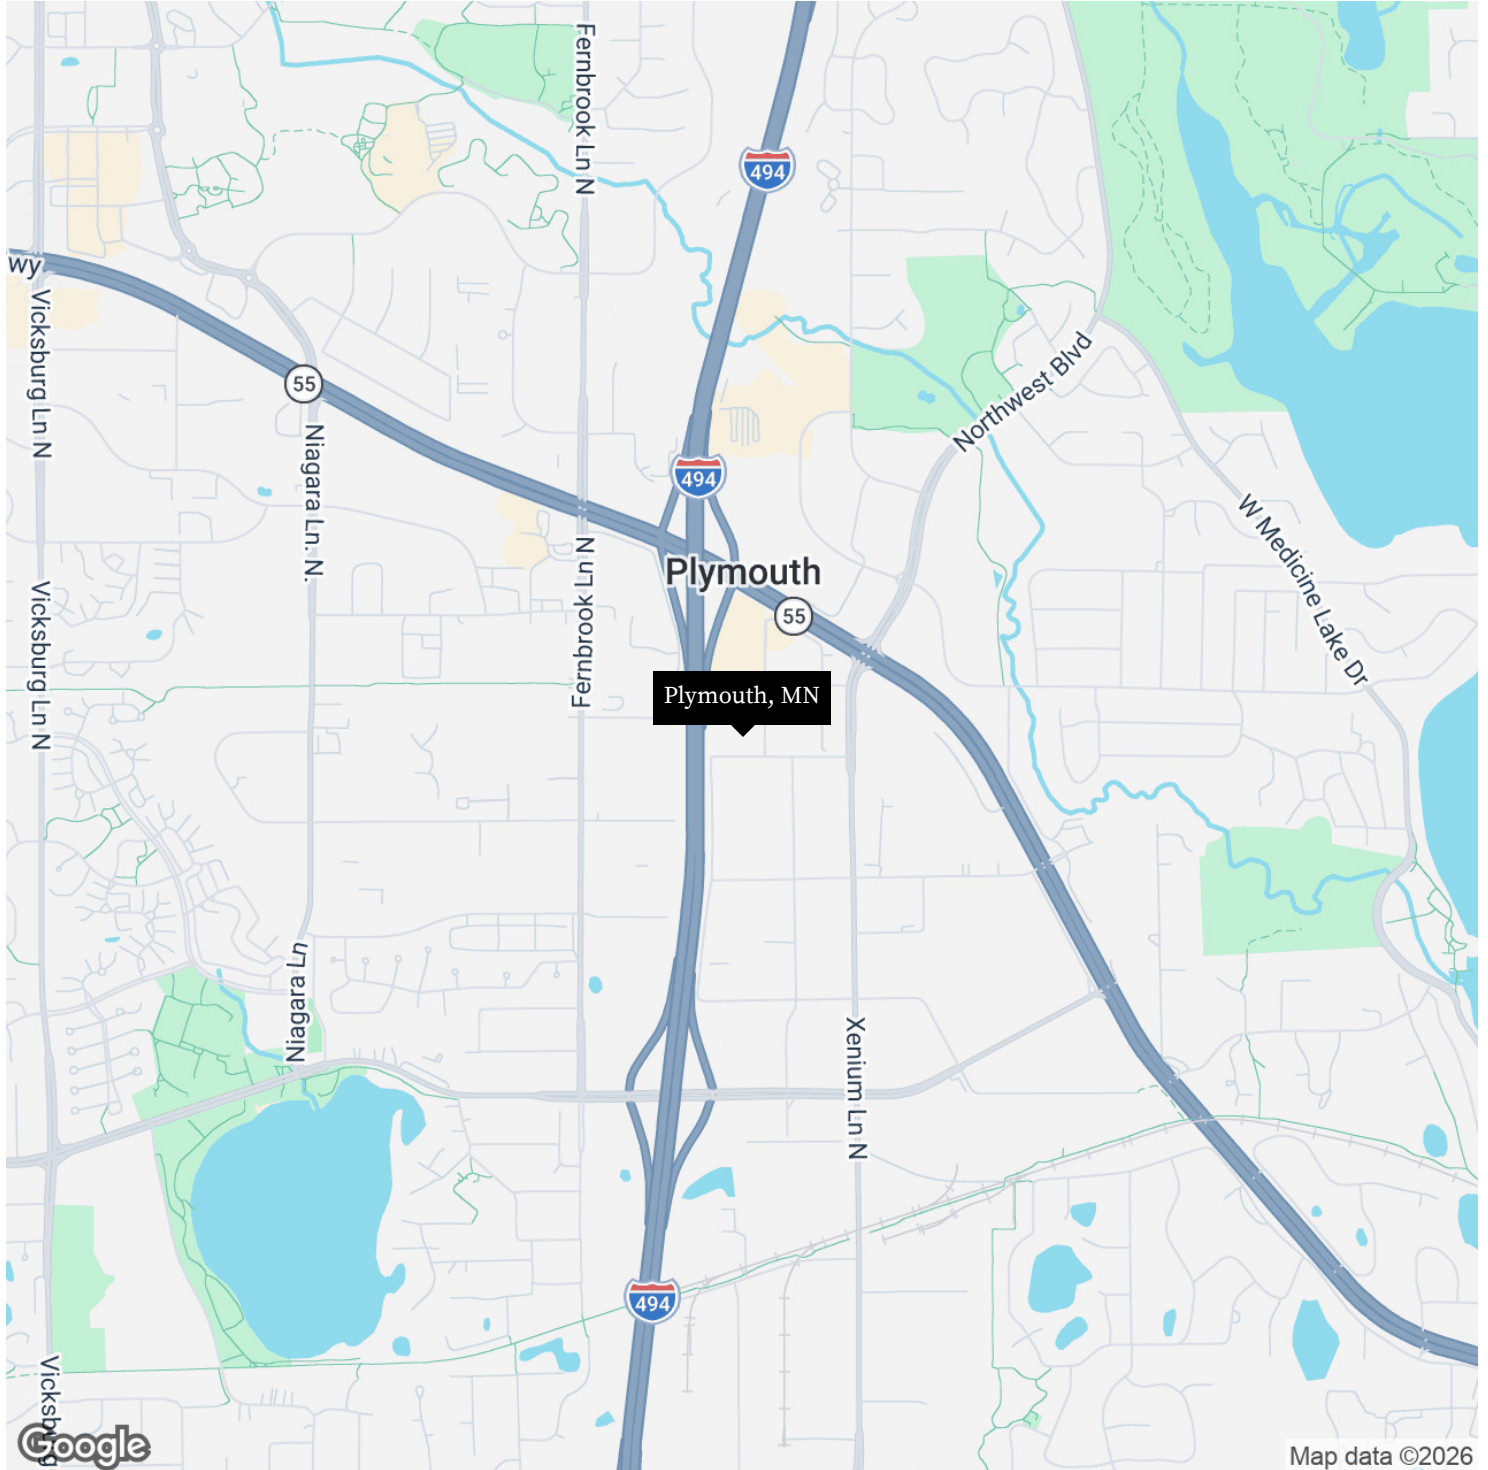 Fernbrook Ln N
494
wy
Vicksburg Ln N
55
Northwest Blvd
Niagara Ln. N.
494
W Medicine Lake Dr
Fernbrook Ln N
Plymouth
55
Vicksburg Ln N
Plymouth, MN
Niagara Ln
Xenium Ln N
494
Vicksburg
Google
Map data ©2026